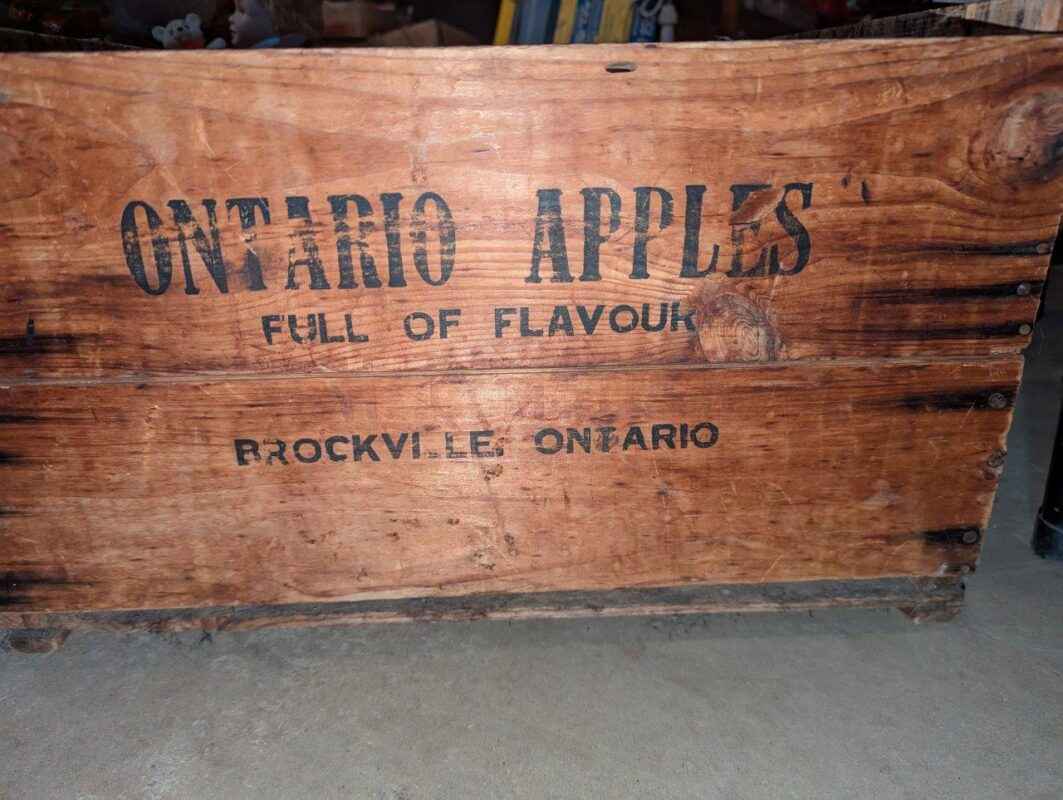 ONTARIO APPLES
FULL OF FLAVOUR
BROCKVILLE, ONTARIO